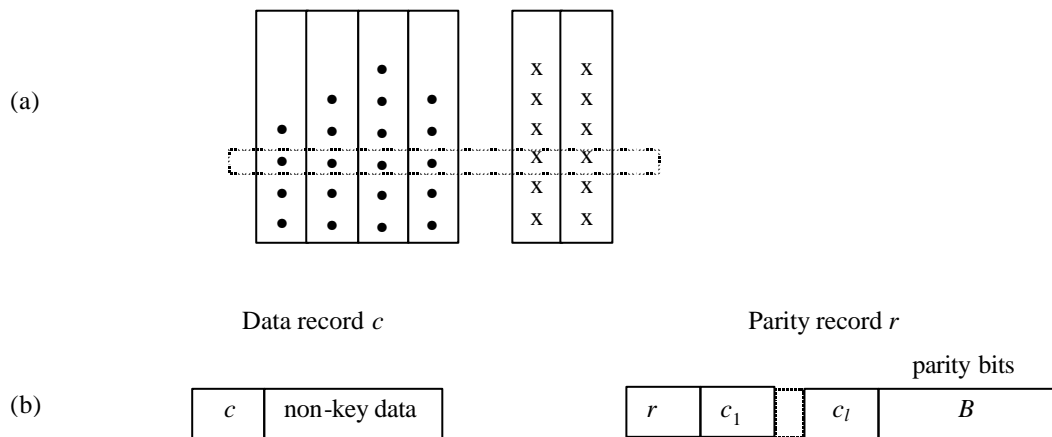 (a)
x x
x x
x x
x x
x x
x x
Data record c
Parity record r
parity bits
(b)
c non-key data
r c1 cl B